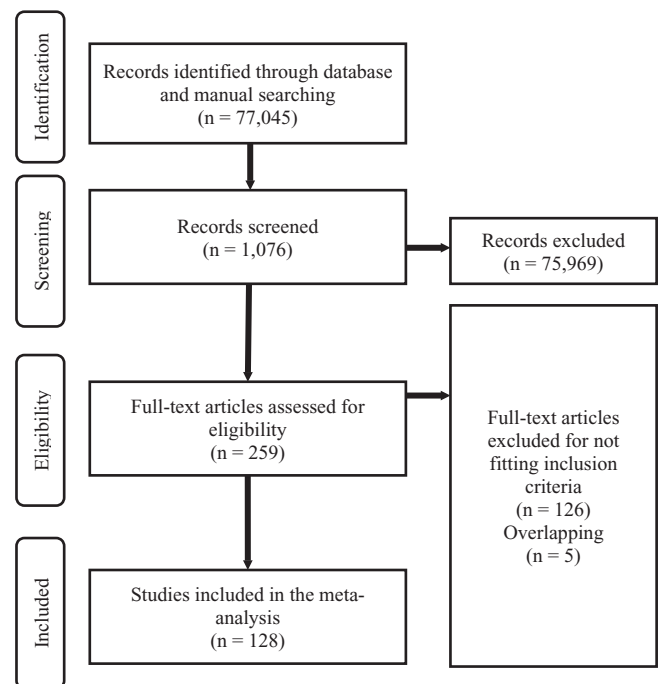 Identification
Records identified through database
and manual searching
(n = 77,045)
Screening
Records screened
(n = 1,076)
Records excluded
(n = 75,969)
Eligibility
Full-text articles assessed for
eligibility
(n = 259)
Full-text articles
excluded for not
fitting inclusion
criteria
(n = 126)
Overlapping
(n = 5)
Included
Studies included in the meta-
analysis
(n = 128)